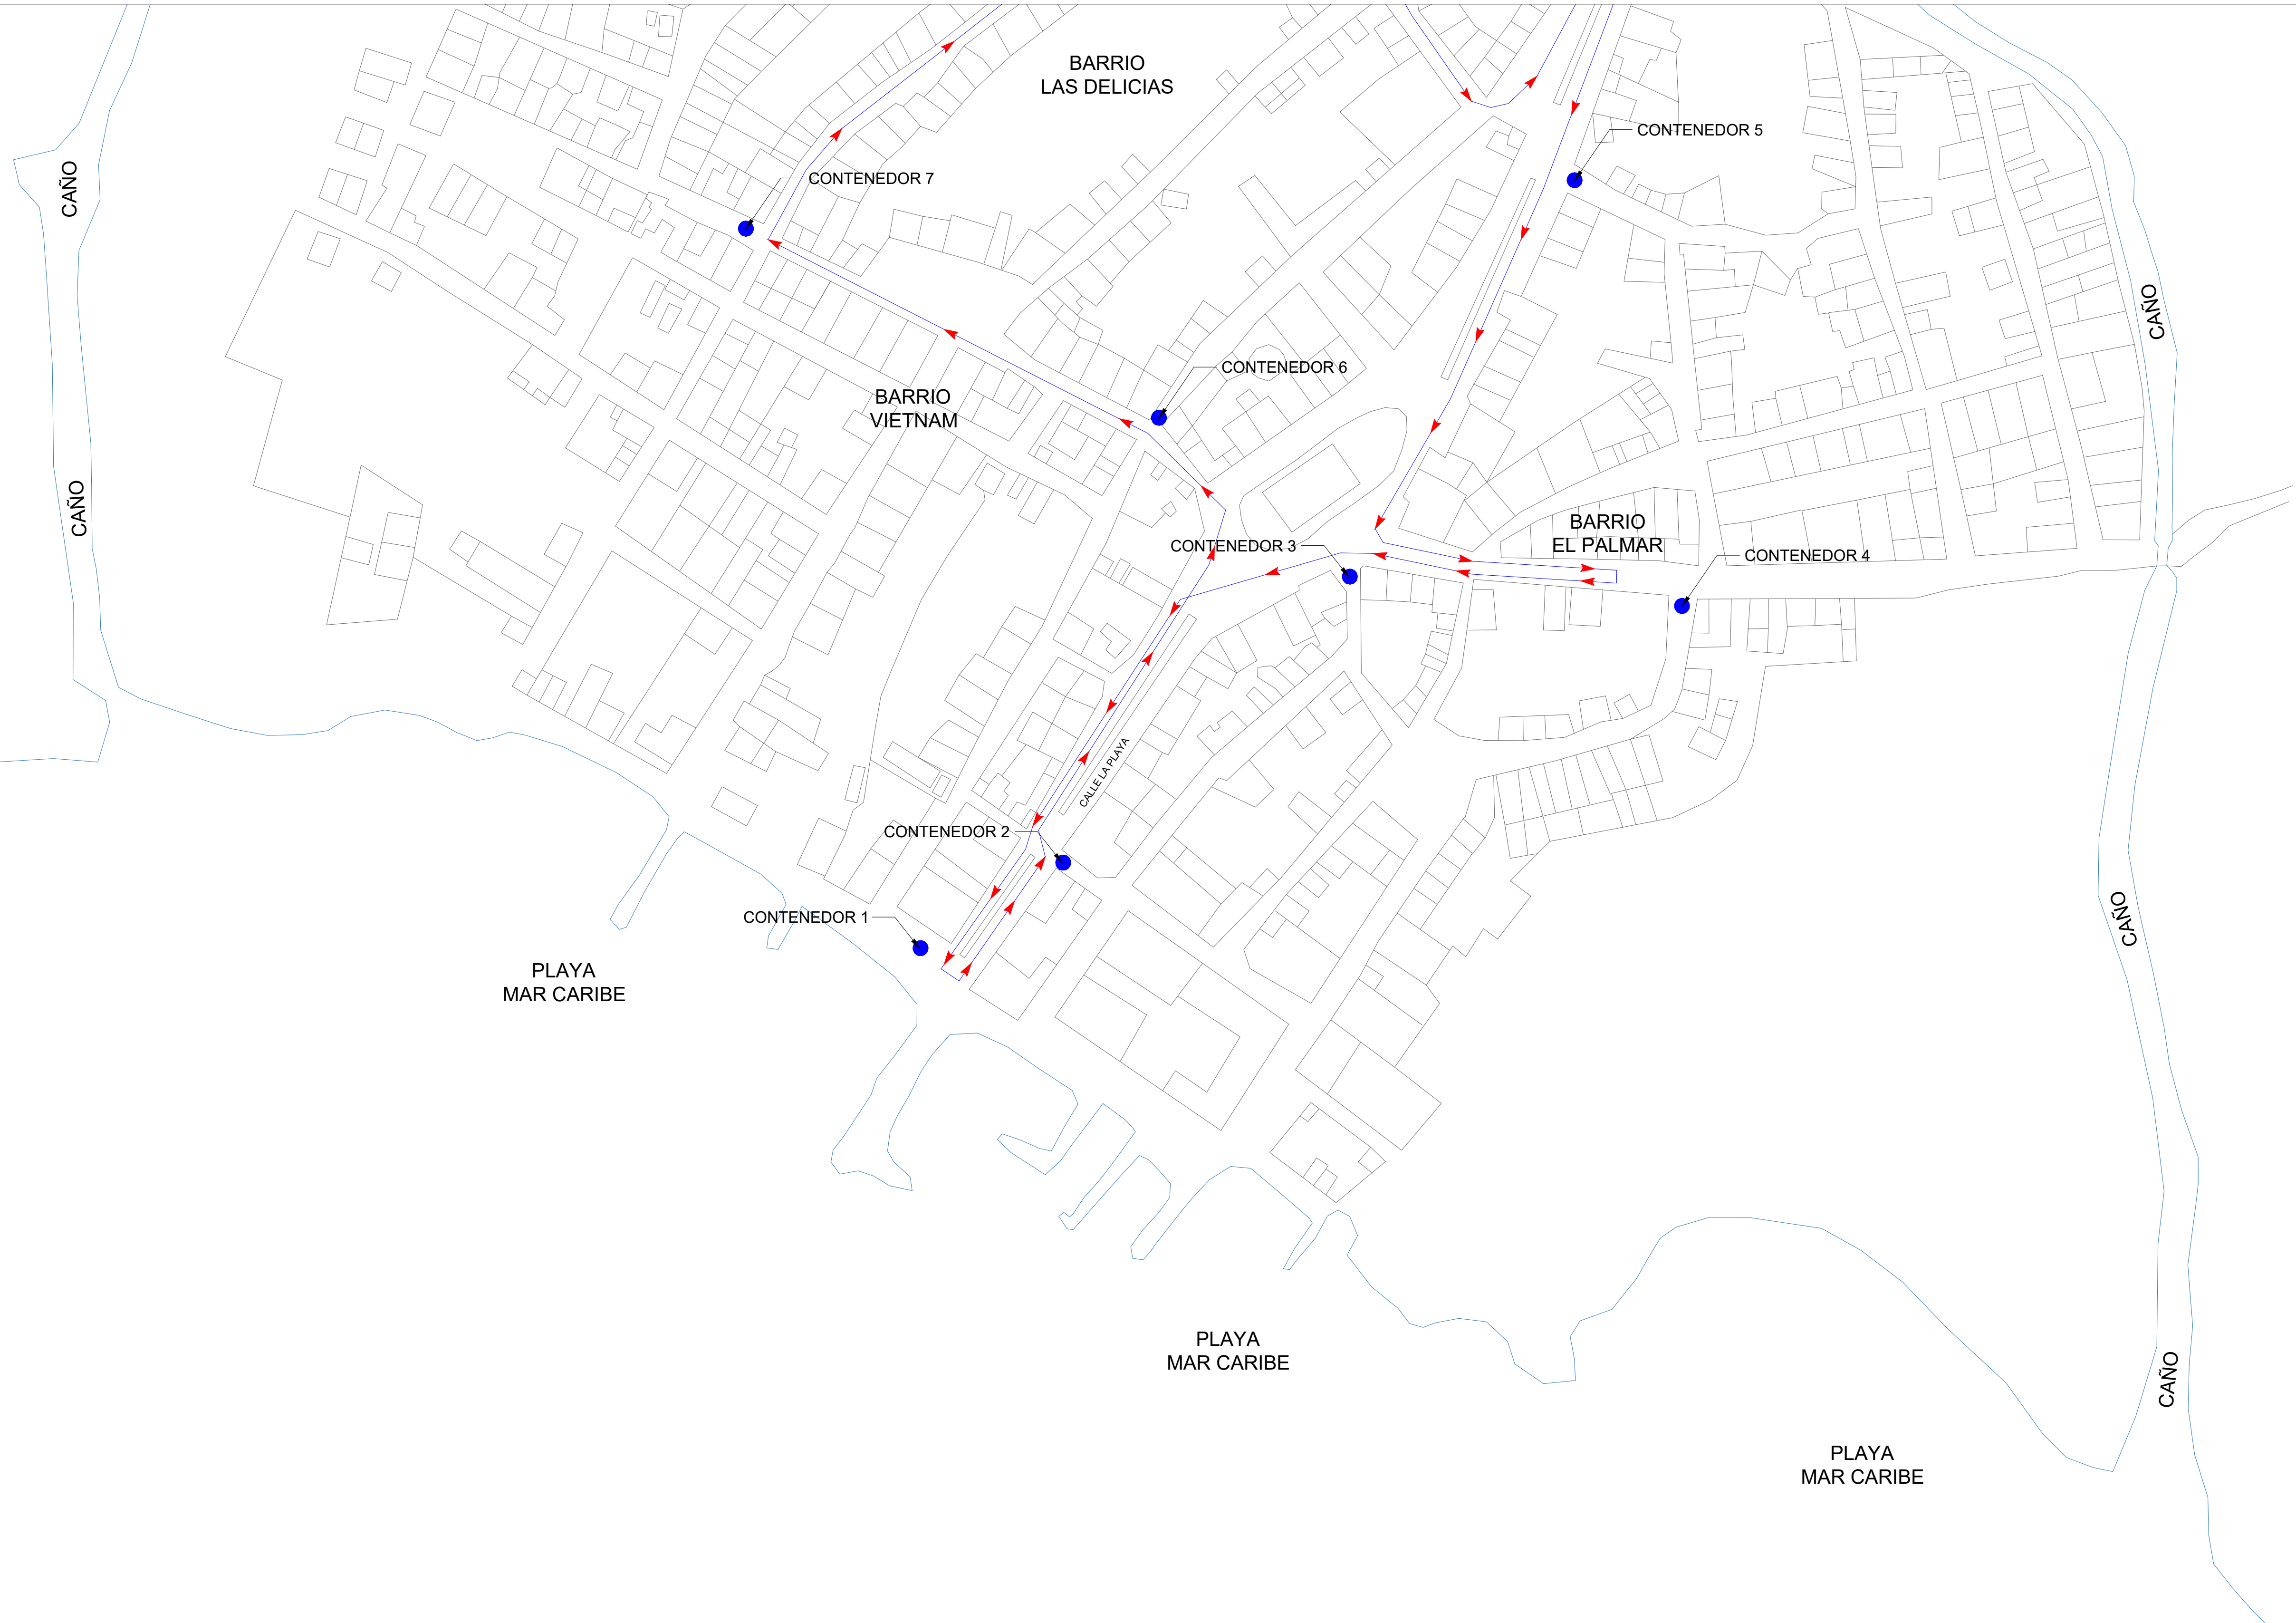 BARRIO
LAS DELICIAS
CONTENEDOR 5
CAÑO
CONTENEDOR 7
CAÑO
CONTENEDOR 6
BARRIO
VIETNAM
CAÑO
BARRIO
EL PALMAR
CONTENEDOR 3
CONTENEDOR 4
CALLE LA PLAYA
CONTENEDOR 2
CONTENEDOR 1
CAÑO
PLAYA
MAR CARIBE
PLAYA
MAR CARIBE
CAÑO
PLAYA
MAR CARIBE